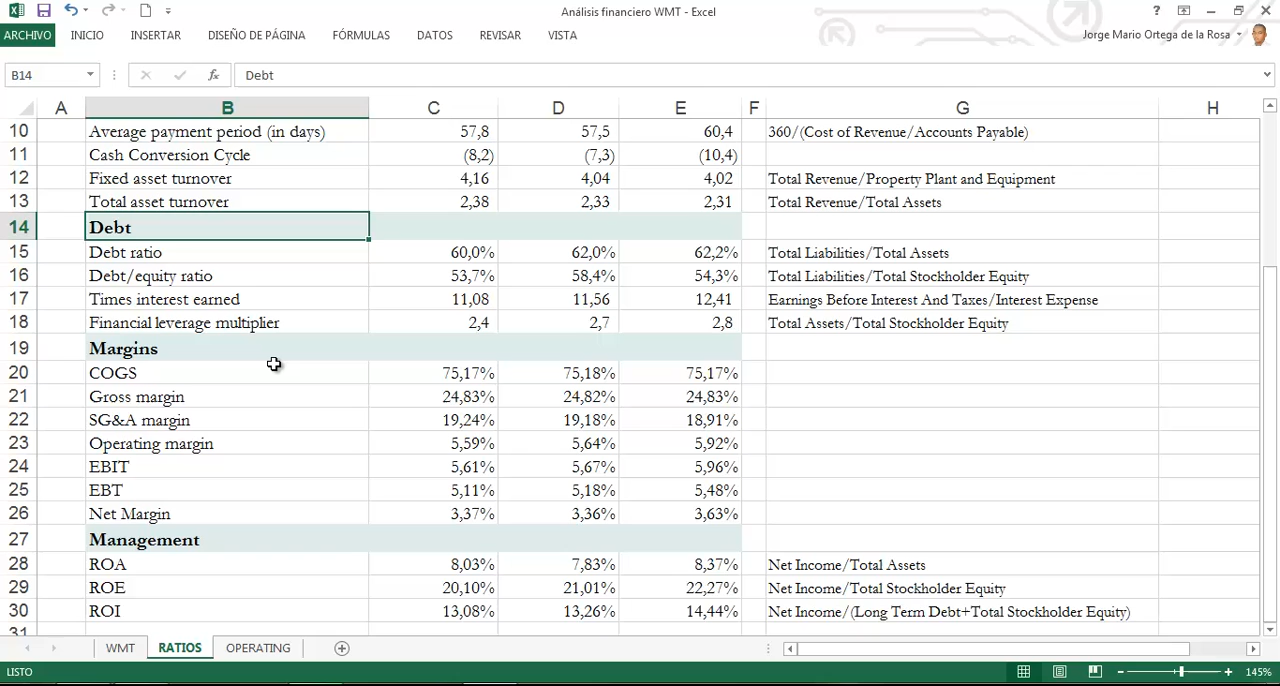 Análisis financiero WMT - Excel
ARCHIVO INICIO INSERTAR DISEÑO DE PÁGINA FÓRMULAS DATOS REVISAR VISTA Jorge Mario Ortega de la Rosa
B14 fx Debt
A B C D E F G H
10 Average payment period (in days) 57,8 57,5 60,4 360/(Cost of Revenue/Accounts Payable)
11 Cash Conversion Cycle (8,2) (7,3) (10,4)
12 Fixed asset turnover 4,16 4,04 4,02 Total Revenue/Property Plant and Equipment
13 Total asset turnover 2,38 2,33 2,31 Total Revenue/Total Assets
14 Debt
15 Debt ratio 60,0% 62,0% 62,2% Total Liabilities/Total Assets
16 Debt/equity ratio 53,7% 58,4% 54,3% Total Liabilities/Total Stockholder Equity
17 Times interest earned 11,08 11,56 12,41 Earnings Before Interest And Taxes/Interest Expense
18 Financial leverage multiplier 2,4 2,7 2,8 Total Assets/Total Stockholder Equity
19 Margins
20 COGS 75,17% 75,18% 75,17%
21 Gross margin 24,83% 24,82% 24,83%
22 SG&A margin 19,24% 19,18% 18,91%
23 Operating margin 5,59% 5,64% 5,92%
24 EBIT 5,61% 5,67% 5,96%
25 EBT 5,11% 5,18% 5,48%
26 Net Margin 3,37% 3,36% 3,63%
27 Management
28 ROA 8,03% 7,83% 8,37% Net Income/Total Assets
29 ROE 20,10% 21,01% 22,27% Net Income/Total Stockholder Equity
30 ROI 13,08% 13,26% 14,44% Net Income/(Long Term Debt+Total Stockholder Equity)
31
WMT RATIOS OPERATING
LISTO 145%